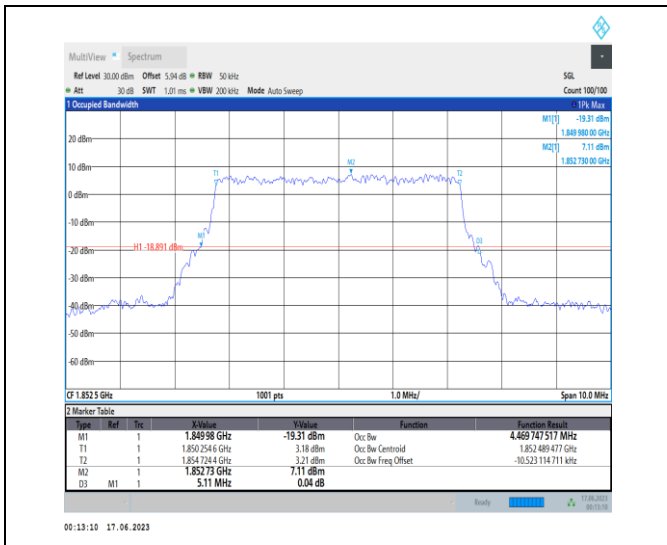 MultiView Spectrum
Ref Level 30.00 dBm Offset 5.94 dB RBW 50 kHz SGL
Att 30 dB SWT 1.01 ms VBW 200 kHz Mode Auto Sweep Count 100/100
1 Occupied Bandwidth 1Pk Max
M1[1] -19.31 dBm
1.849 980 00 GHz
M2[1] 7.11 dBm
1.852 730 00 GHz
20 dBm
10 dBm
T1 M2 T2
0 dBm
-10 dBm
M1 D3
H1 -18.891 dBm
-20 dBm
-30 dBm
-40 dBm
-50 dBm
-60 dBm
CF 1.852 5 GHz 1001 pts 1.0 MHz/ Span 10.0 MHz
2 Marker Table
Type Ref Trc X-Value Y-Value Function Function Result
M1 1 1.849 98 GHz -19.31 dBm Occ Bw 4.469 747 517 MHz
T1 1 1.850 254 6 GHz 3.18 dBm Occ Bw Centroid 1.852 489 477 GHz
T2 1 1.854 724 4 GHz 3.21 dBm Occ Bw Freq Offset -10.523 114 711 kHz
M2 1 1.852 73 GHz 7.11 dBm
D3 M1 1 5.11 MHz 0.04 dB
Ready 17.06.2023
00:13:10
00:13:10 17.06.2023